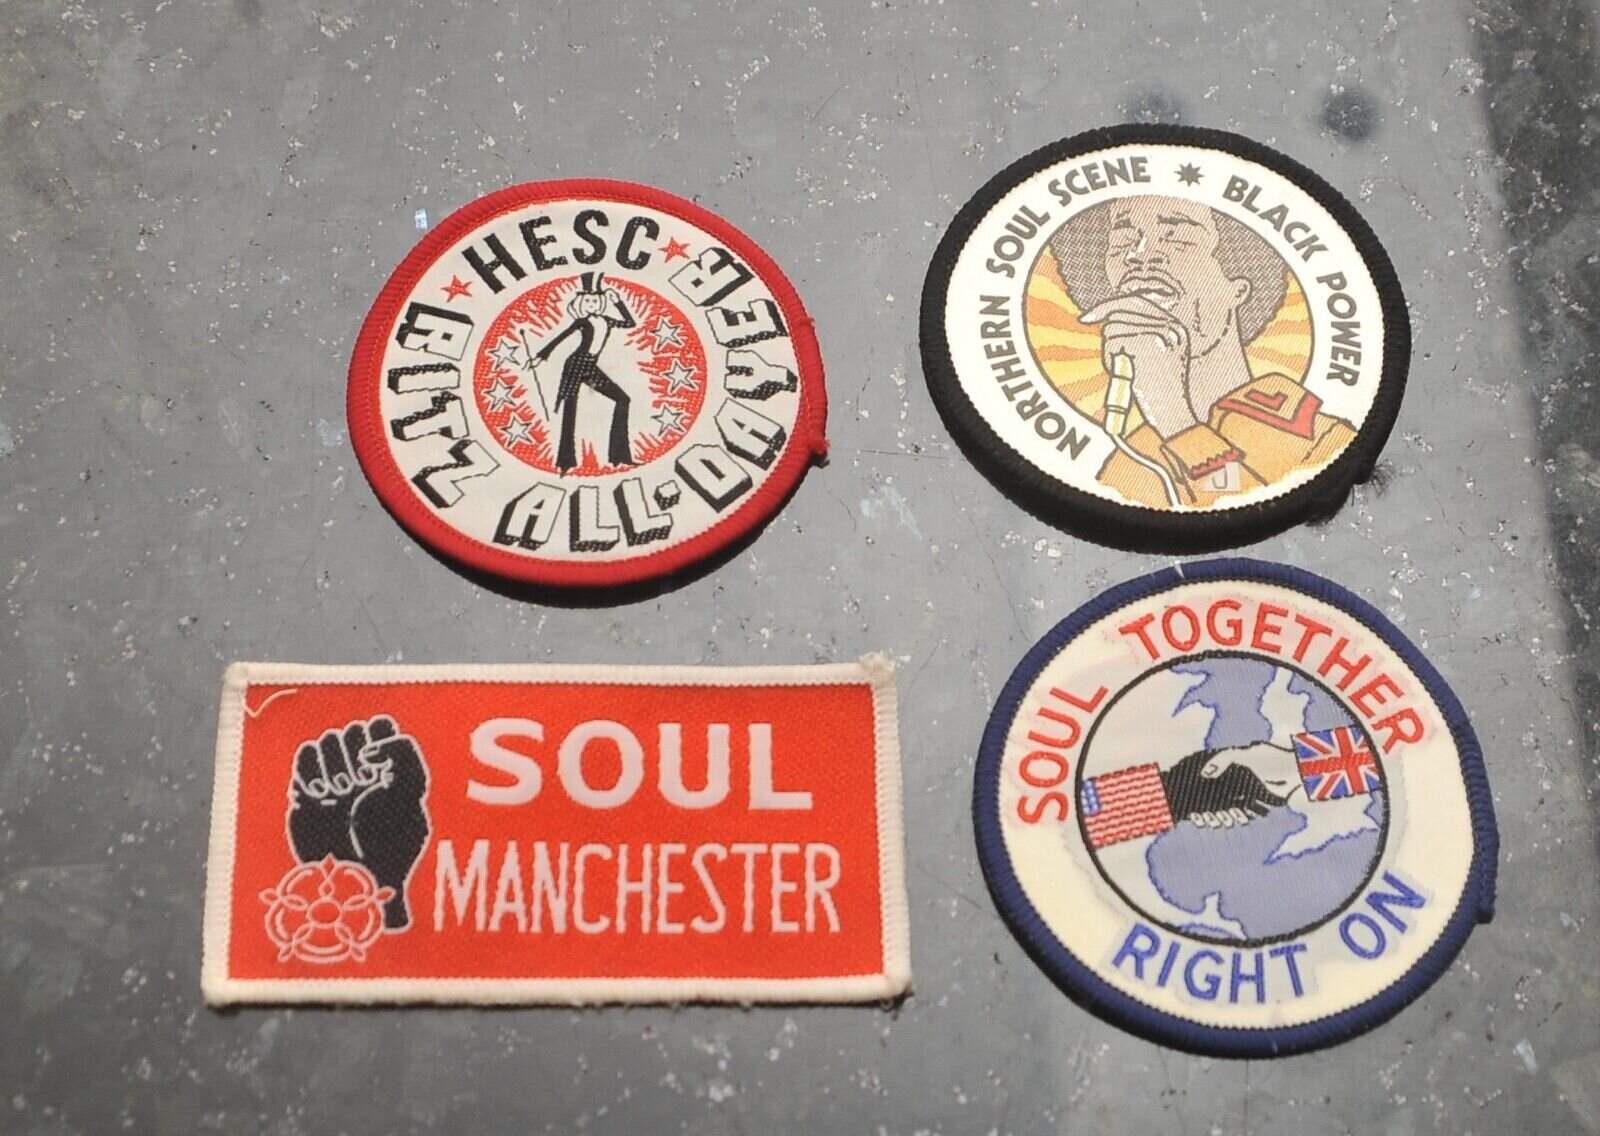 HESC
RITZ ALL·DAYER
NORTHERN SOUL SCENE * BLACK POWER
SOUL
MANCHESTER
SOUL TOGETHER
RIGHT ON